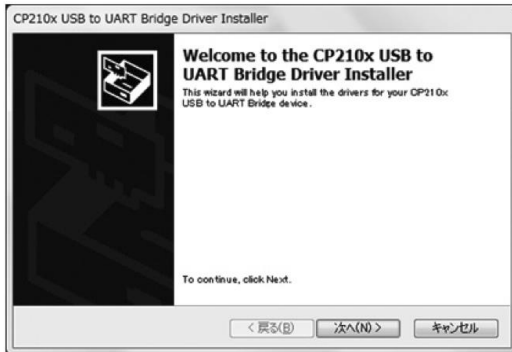 CP210x USB to UART Bridge Driver Installer
Welcome to the CP210x USB to
UART Bridge Driver Installer
This wizard will help you install the drivers for your CP210x
USB to UART Bridge device.
To continue, click Next.
< 戻る(B) 次へ(N) > キャンセル